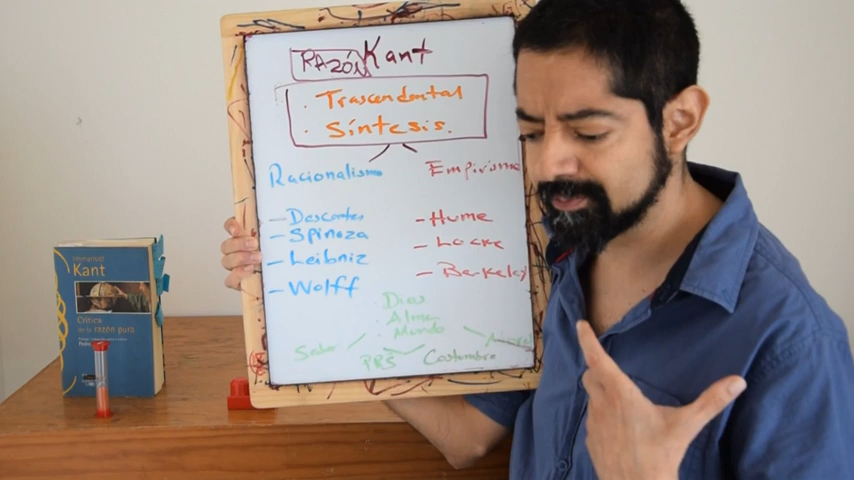 RAZÓN Kant
· Trascendental
· Síntesis.
Racionalismo
- Descartes
- Spinoza
- Leibniz
- Wolff
Empirismo
- Hume
- Locke
- Berkeley
Dios
Alma
Mundo
Saber
PRS
Costumbre
Immanuel
Kant
Crítica
de la razón pura